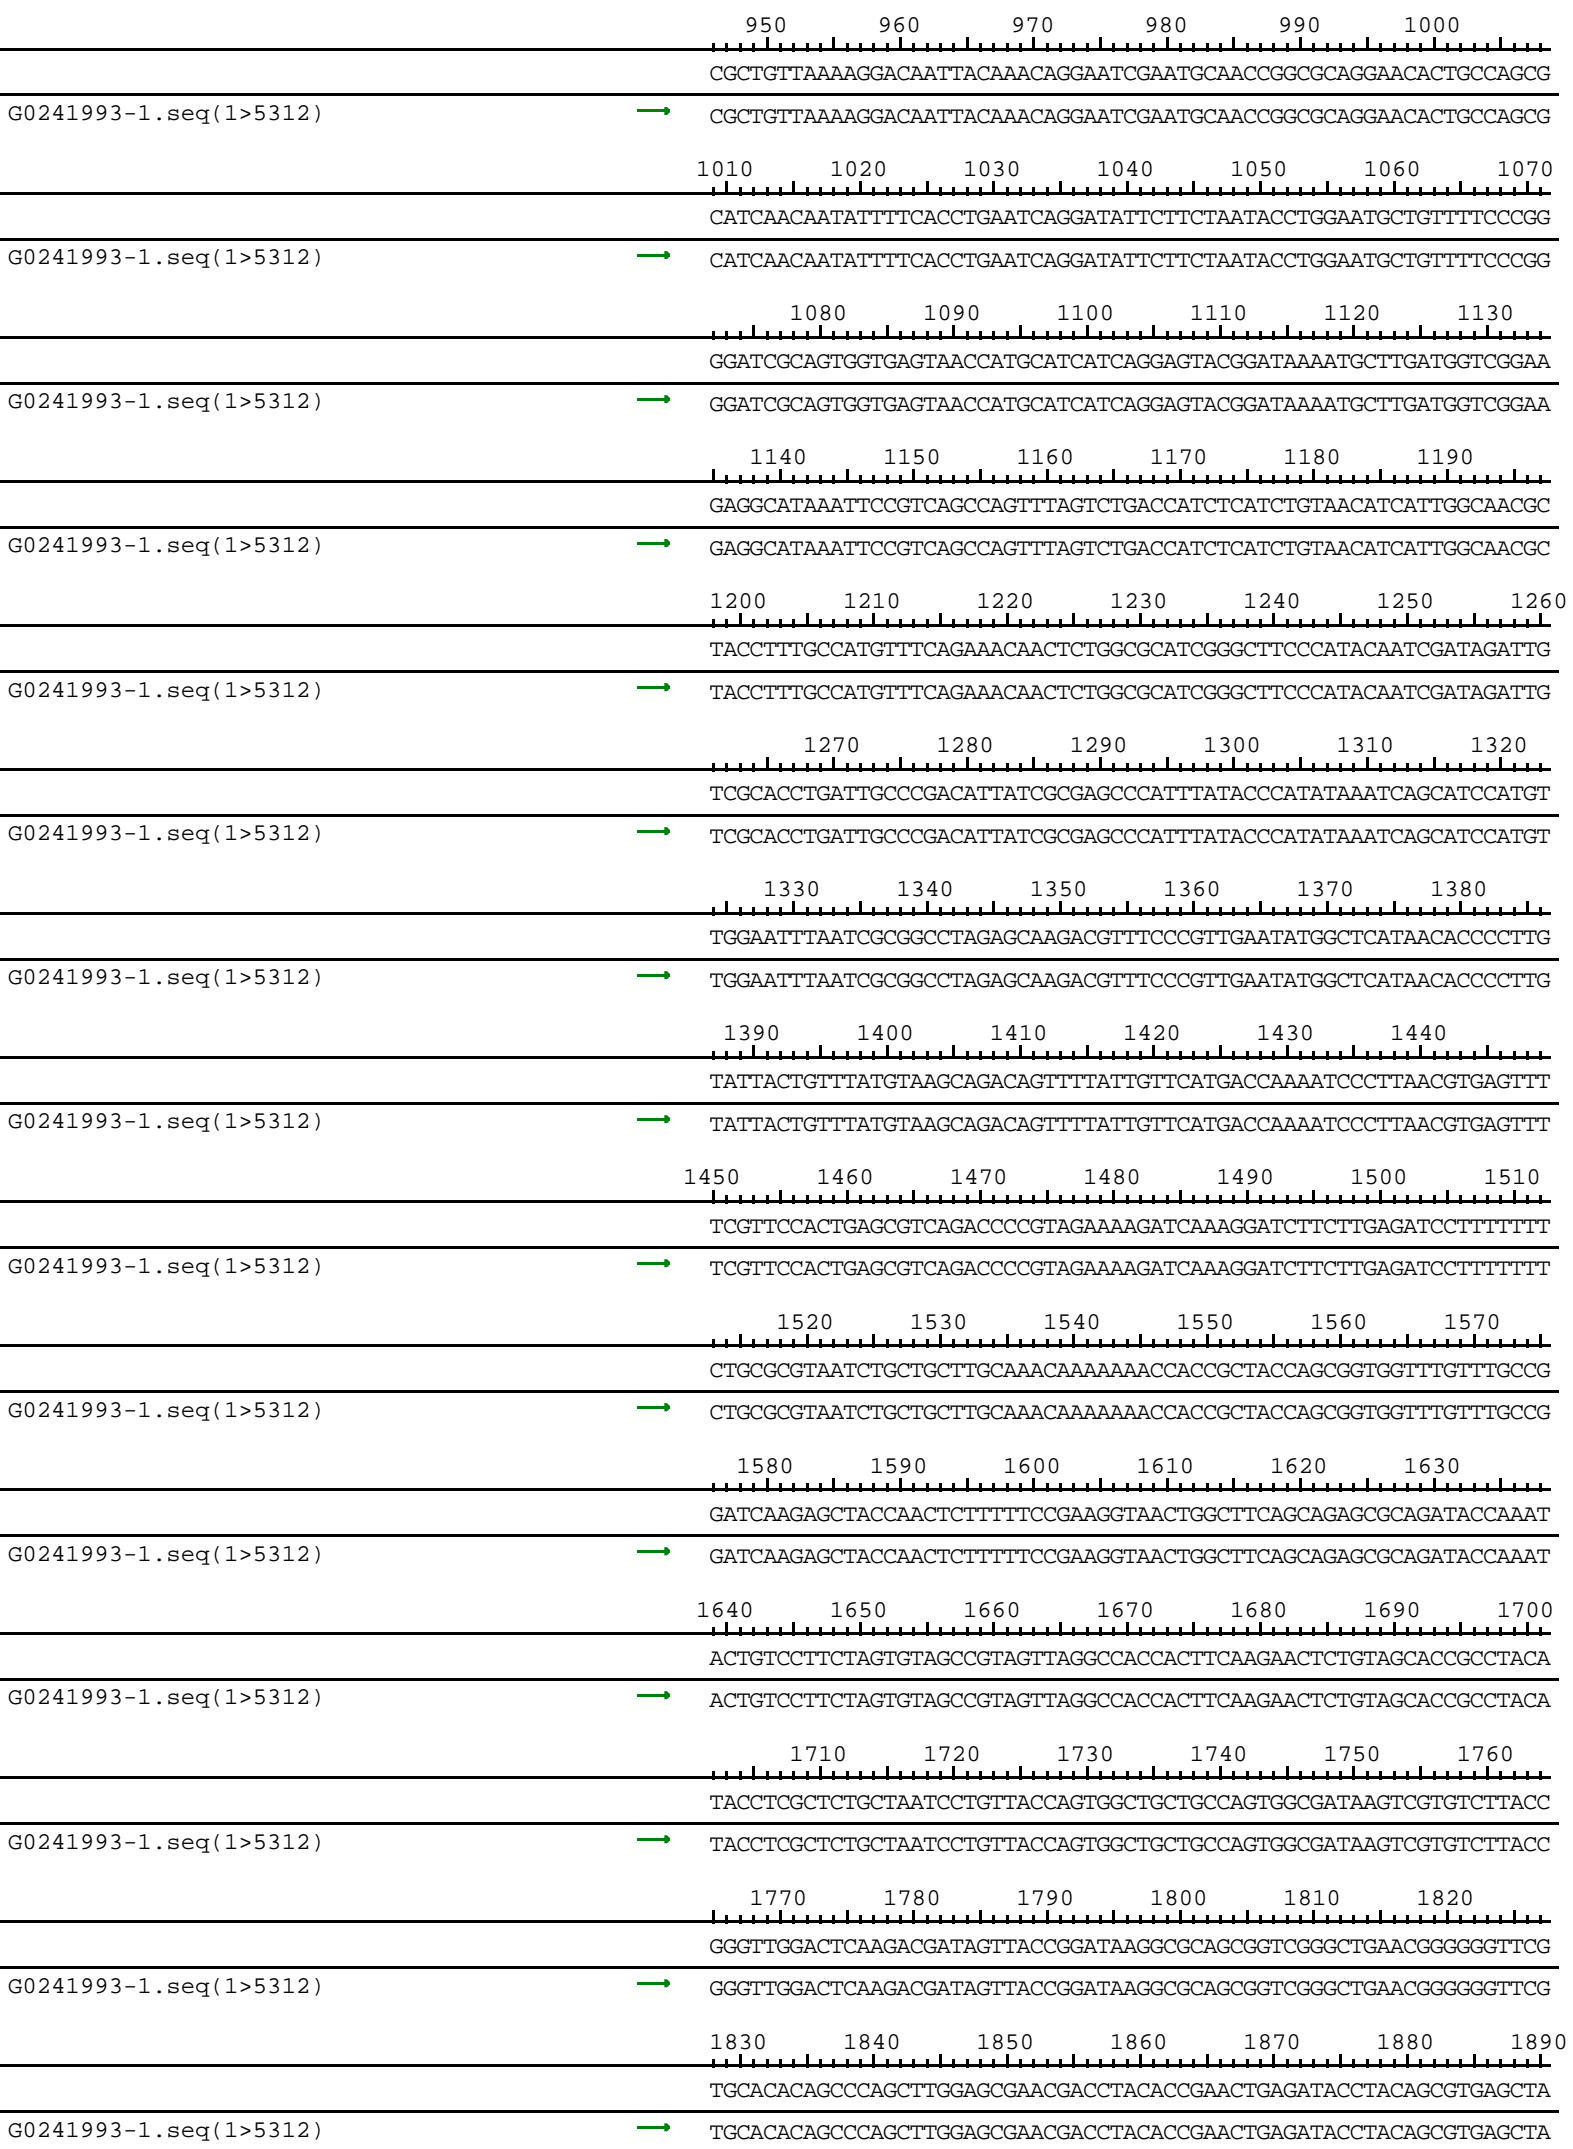 950 960 970 980 990 1000
CGCTGTTAAAAGGACAATTACAAACAGGAATCGAATGCAACCGGCGCAGGAACACTGCCAGCG
G0241993-1.seq(1>5312) CGCTGTTAAAAGGACAATTACAAACAGGAATCGAATGCAACCGGCGCAGGAACACTGCCAGCG
1010 1020 1030 1040 1050 1060 1070
CATCAACAATATTTTCACCTGAATCAGGATATTCTTCTAATACCTGGAATGCTGTTTTCCCGG
G0241993-1.seq(1>5312) CATCAACAATATTTTCACCTGAATCAGGATATTCTTCTAATACCTGGAATGCTGTTTTCCCGG
1080 1090 1100 1110 1120 1130
GGATCGCAGTGGTGAGTAACCATGCATCATCAGGAGTACGGATAAAATGCTTGATGGTCGGAA
G0241993-1.seq(1>5312) GGATCGCAGTGGTGAGTAACCATGCATCATCAGGAGTACGGATAAAATGCTTGATGGTCGGAA
1140 1150 1160 1170 1180 1190
GAGGCATAAATTCCGTCAGCCAGTTTAGTCTGACCATCTCATCTGTAACATCATTGGCAACGC
G0241993-1.seq(1>5312) GAGGCATAAATTCCGTCAGCCAGTTTAGTCTGACCATCTCATCTGTAACATCATTGGCAACGC
1200 1210 1220 1230 1240 1250 1260
TACCTTTGCCATGTTTCAGAAACAACTCTGGCGCATCGGGCTTCCCATACAATCGATAGATTG
G0241993-1.seq(1>5312) TACCTTTGCCATGTTTCAGAAACAACTCTGGCGCATCGGGCTTCCCATACAATCGATAGATTG
1270 1280 1290 1300 1310 1320
TCGCACCTGATTGCCCGACATTATCGCGAGCCCATTTATACCCATATAAATCAGCATCCATGT
G0241993-1.seq(1>5312) TCGCACCTGATTGCCCGACATTATCGCGAGCCCATTTATACCCATATAAATCAGCATCCATGT
1330 1340 1350 1360 1370 1380
TGGAATTTAATCGCGGCCTAGAGCAAGACGTTTCCCGTTGAATATGGCTCATAACACCCCTTG
G0241993-1.seq(1>5312) TGGAATTTAATCGCGGCCTAGAGCAAGACGTTTCCCGTTGAATATGGCTCATAACACCCCTTG
1390 1400 1410 1420 1430 1440
TATTACTGTTTATGTAAGCAGACAGTTTTATTGTTCATGACCAAAATCCCTTAACGTGAGTTT
G0241993-1.seq(1>5312) TATTACTGTTTATGTAAGCAGACAGTTTTATTGTTCATGACCAAAATCCCTTAACGTGAGTTT
1450 1460 1470 1480 1490 1500 1510
TCGTTCCACTGAGCGTCAGACCCCGTAGAAAAGATCAAAGGATCTTCTTGAGATCCTTTTTTT
G0241993-1.seq(1>5312) TCGTTCCACTGAGCGTCAGACCCCGTAGAAAAGATCAAAGGATCTTCTTGAGATCCTTTTTTT
1520 1530 1540 1550 1560 1570
CTGCGCGTAATCTGCTGCTTGCAAACAAAAAAACCACCGCTACCAGCGGTGGTTTGTTTGCCG
G0241993-1.seq(1>5312) CTGCGCGTAATCTGCTGCTTGCAAACAAAAAAACCACCGCTACCAGCGGTGGTTTGTTTGCCG
1580 1590 1600 1610 1620 1630
GATCAAGAGCTACCAACTCTTTTTCCGAAGGTAACTGGCTTCAGCAGAGCGCAGATACCAAAT
G0241993-1.seq(1>5312) GATCAAGAGCTACCAACTCTTTTTCCGAAGGTAACTGGCTTCAGCAGAGCGCAGATACCAAAT
1640 1650 1660 1670 1680 1690 1700
ACTGTCCTTCTAGTGTAGCCGTAGTTAGGCCACCACTTCAAGAACTCTGTAGCACCGCCTACA
G0241993-1.seq(1>5312) ACTGTCCTTCTAGTGTAGCCGTAGTTAGGCCACCACTTCAAGAACTCTGTAGCACCGCCTACA
1710 1720 1730 1740 1750 1760
TACCTCGCTCTGCTAATCCTGTTACCAGTGGCTGCTGCCAGTGGCGATAAGTCGTGTCTTACC
G0241993-1.seq(1>5312) TACCTCGCTCTGCTAATCCTGTTACCAGTGGCTGCTGCCAGTGGCGATAAGTCGTGTCTTACC
1770 1780 1790 1800 1810 1820
GGGTTGGACTCAAGACGATAGTTACCGGATAAGGCGCAGCGGTCGGGCTGAACGGGGGGTTCG
G0241993-1.seq(1>5312) GGGTTGGACTCAAGACGATAGTTACCGGATAAGGCGCAGCGGTCGGGCTGAACGGGGGGTTCG
1830 1840 1850 1860 1870 1880 1890
TGCACACAGCCCAGCTTGGAGCGAACGACCTACACCGAACTGAGATACCTACAGCGTGAGCTA
G0241993-1.seq(1>5312) TGCACACAGCCCAGCTTGGAGCGAACGACCTACACCGAACTGAGATACCTACAGCGTGAGCTA